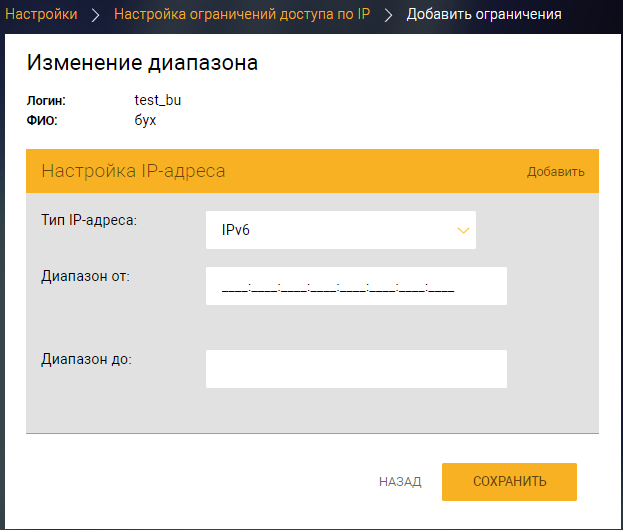 Настройки > Настройка ограничений доступа по IP > Добавить ограничения
Изменение диапазона
Логин: test_bu
ФИО: бух
Настройка IP-адреса Добавить
Тип IP-адреса: IPv6
Диапазон от: ____:____:____:____:____:____:____:____
Диапазон до:
НАЗАД СОХРАНИТЬ